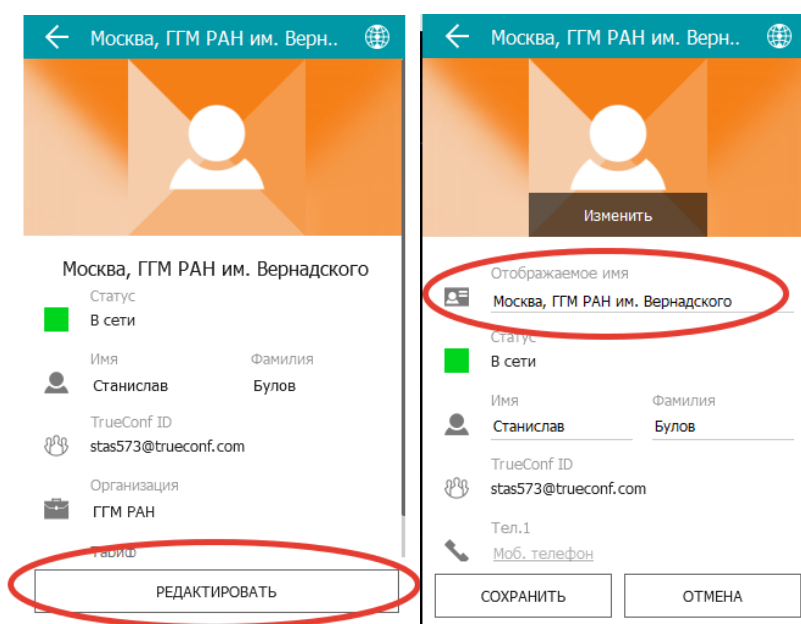 Москва, ГГМ РАН им. Верн..
Москва, ГГМ РАН им. Вернадского
Статус
В сети
Имя Фамилия
Станислав Булов
TrueConf ID
stas573@trueconf.com
Организация
ГГМ РАН
Тариф
РЕДАКТИРОВАТЬ
Москва, ГГМ РАН им. Верн..
Изменить
Отображаемое имя
Москва, ГГМ РАН им. Вернадского
Статус
В сети
Имя Фамилия
Станислав Булов
TrueConf ID
stas573@trueconf.com
Тел.1
Моб. телефон
СОХРАНИТЬ ОТМЕНА